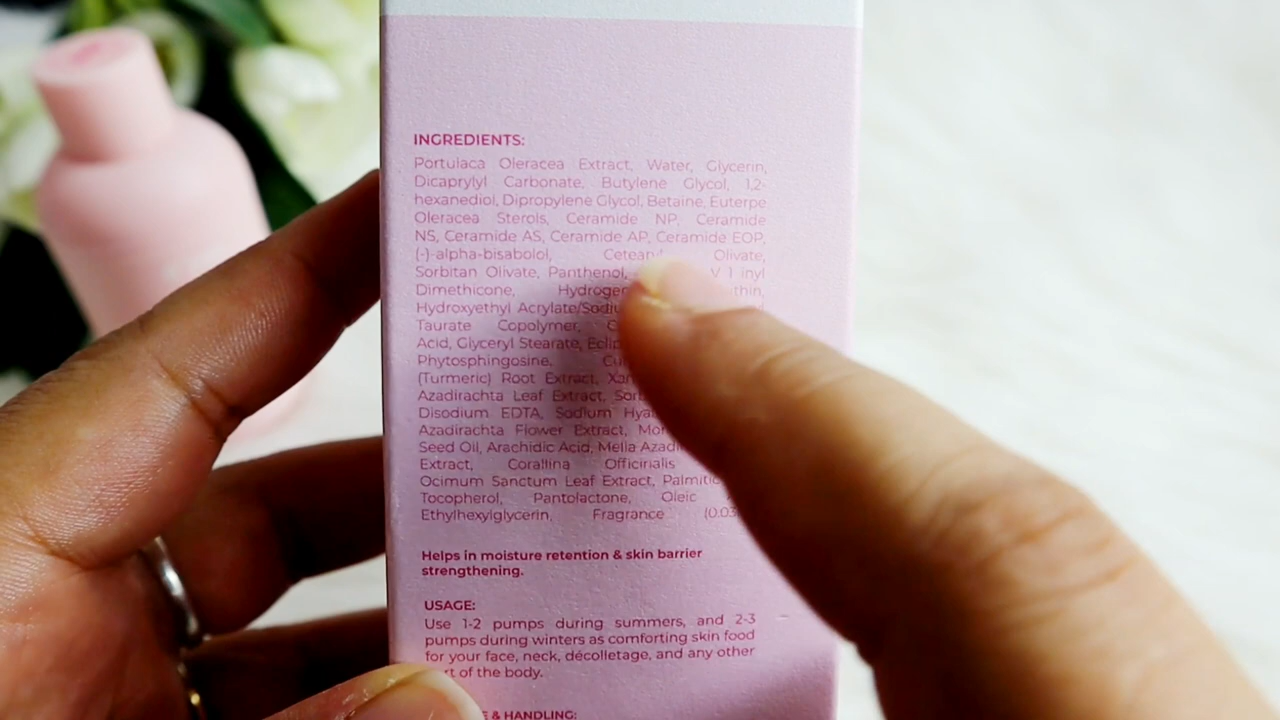 INGREDIENTS:
Portulaca Oleracea Extract, Water, Glycerin,
Dicaprylyl Carbonate, Butylene Glycol, 1,2-
hexanediol, Dipropylene Glycol, Betaine, Euterpe
Oleracea Sterols, Ceramide NP, Ceramide
NS, Ceramide AS, Ceramide AP, Ceramide EOP,
(-)-alpha-bisabolol, Cetearyl Olivate,
Sorbitan Olivate, Panthenol, V 1 inyl
Dimethicone,
Hydroxyethyl
Taurate Copolymer,
Acid, Glyceryl Stearate,
Phytosphingosine.
(Turmeric) Root Extract,
Azadirachta Leaf Extract,
Disodium EDTA, Sodium
Azadirachta Flower Extract,
Seed Oil, Arachidic Acid, Melia
Extract, Corallina Officinalis
Ocimum Sanctum Leaf Extract,
Tocopherol, Pantolactone, Oleic
Ethylhexylglycerin, Fragrance
Helps in moisture retention & skin barrier
strengthening.
USAGE:
Use 1-2 pumps during summers, and 2-3
pumps during winters as comforting skin food
for your face, neck, décolletage, and any other
of the body.
& HANDLING: